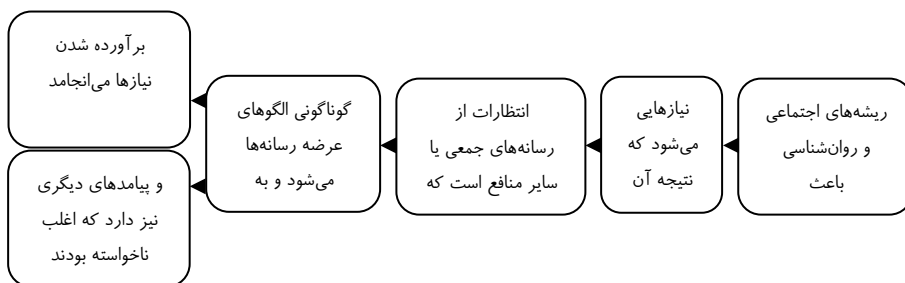 ریشه‌های اجتماعی
و روان‌شناسی
باعث
نیازهایی
می‌شود که
نتیجه آن
انتظارات از
رسانه‌های جمعی یا
سایر منافع است که
گوناگونی الگوهای
عرضه رسانه‌ها
می‌شود و به
برآورده شدن
نیازها می‌انجامد
و پیامدهای دیگری
نیز دارد که اغلب
ناخواسته بودند